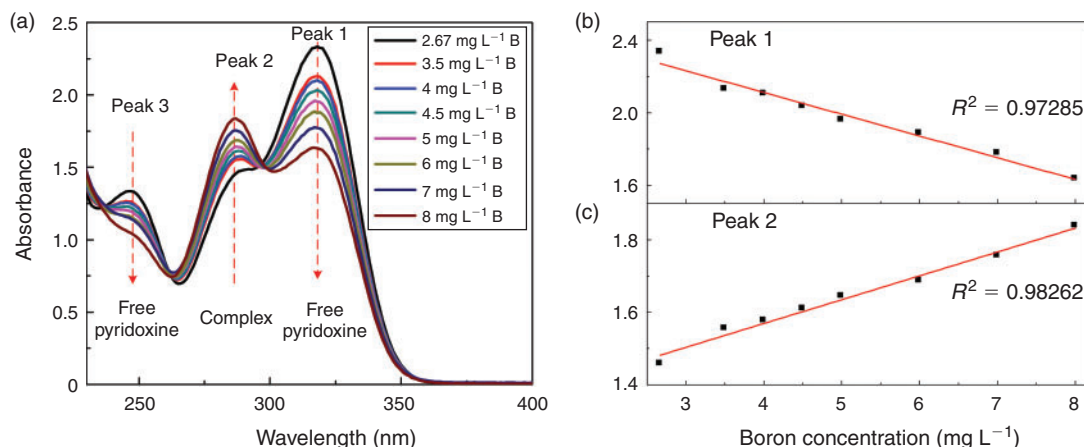 (a)
2.5
2.0
1.5
1.0
0.5
0
Absorbance
250
300
350
400
Wavelength (nm)
Peak 3
Peak 2
Peak 1
Free
pyridoxine
Complex
Free
pyridoxine
2.67 mg L⁻¹ B
3.5 mg L⁻¹ B
4 mg L⁻¹ B
4.5 mg L⁻¹ B
5 mg L⁻¹ B
6 mg L⁻¹ B
7 mg L⁻¹ B
8 mg L⁻¹ B
(b)
Peak 1
2.4
2.0
1.6
R² = 0.97285
(c)
Peak 2
1.8
1.6
1.4
R² = 0.98262
3
4
5
6
7
8
Boron concentration (mg L⁻¹)